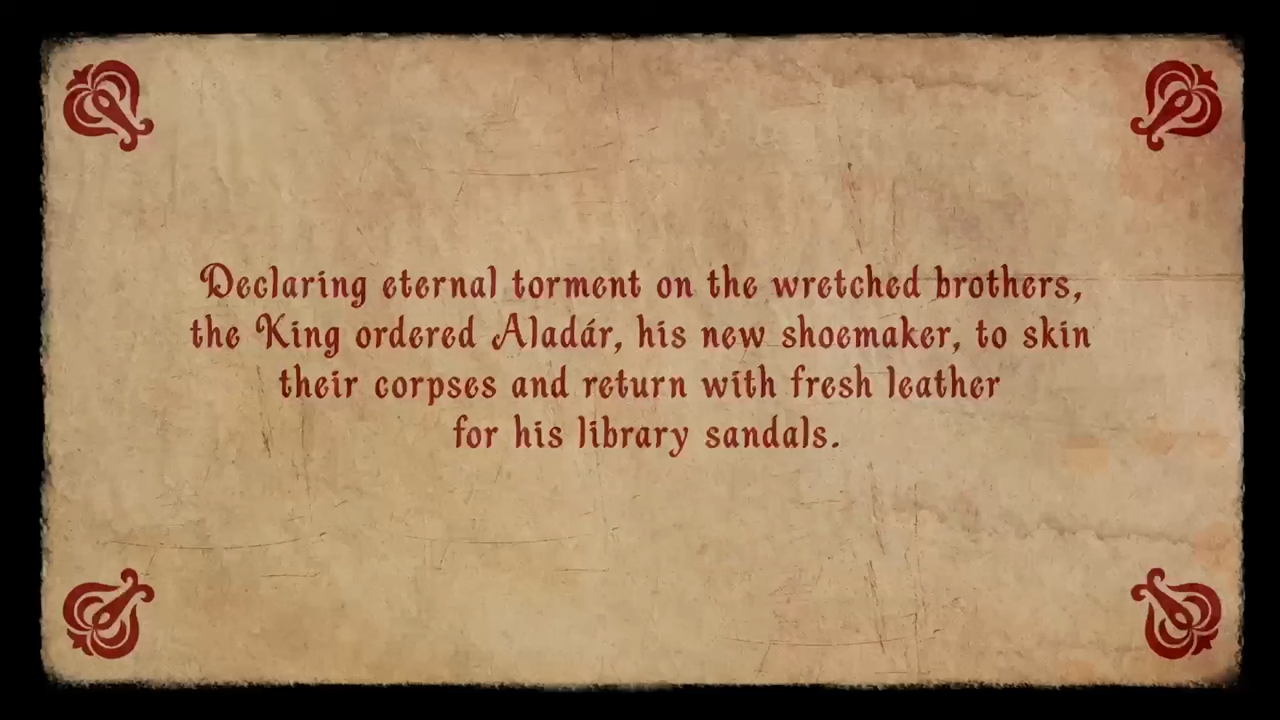 Declaring eternal torment on the wretched brothers,
the King ordered Aladár, his new shoemaker, to skin
their corpses and return with fresh leather
for his library sandals.